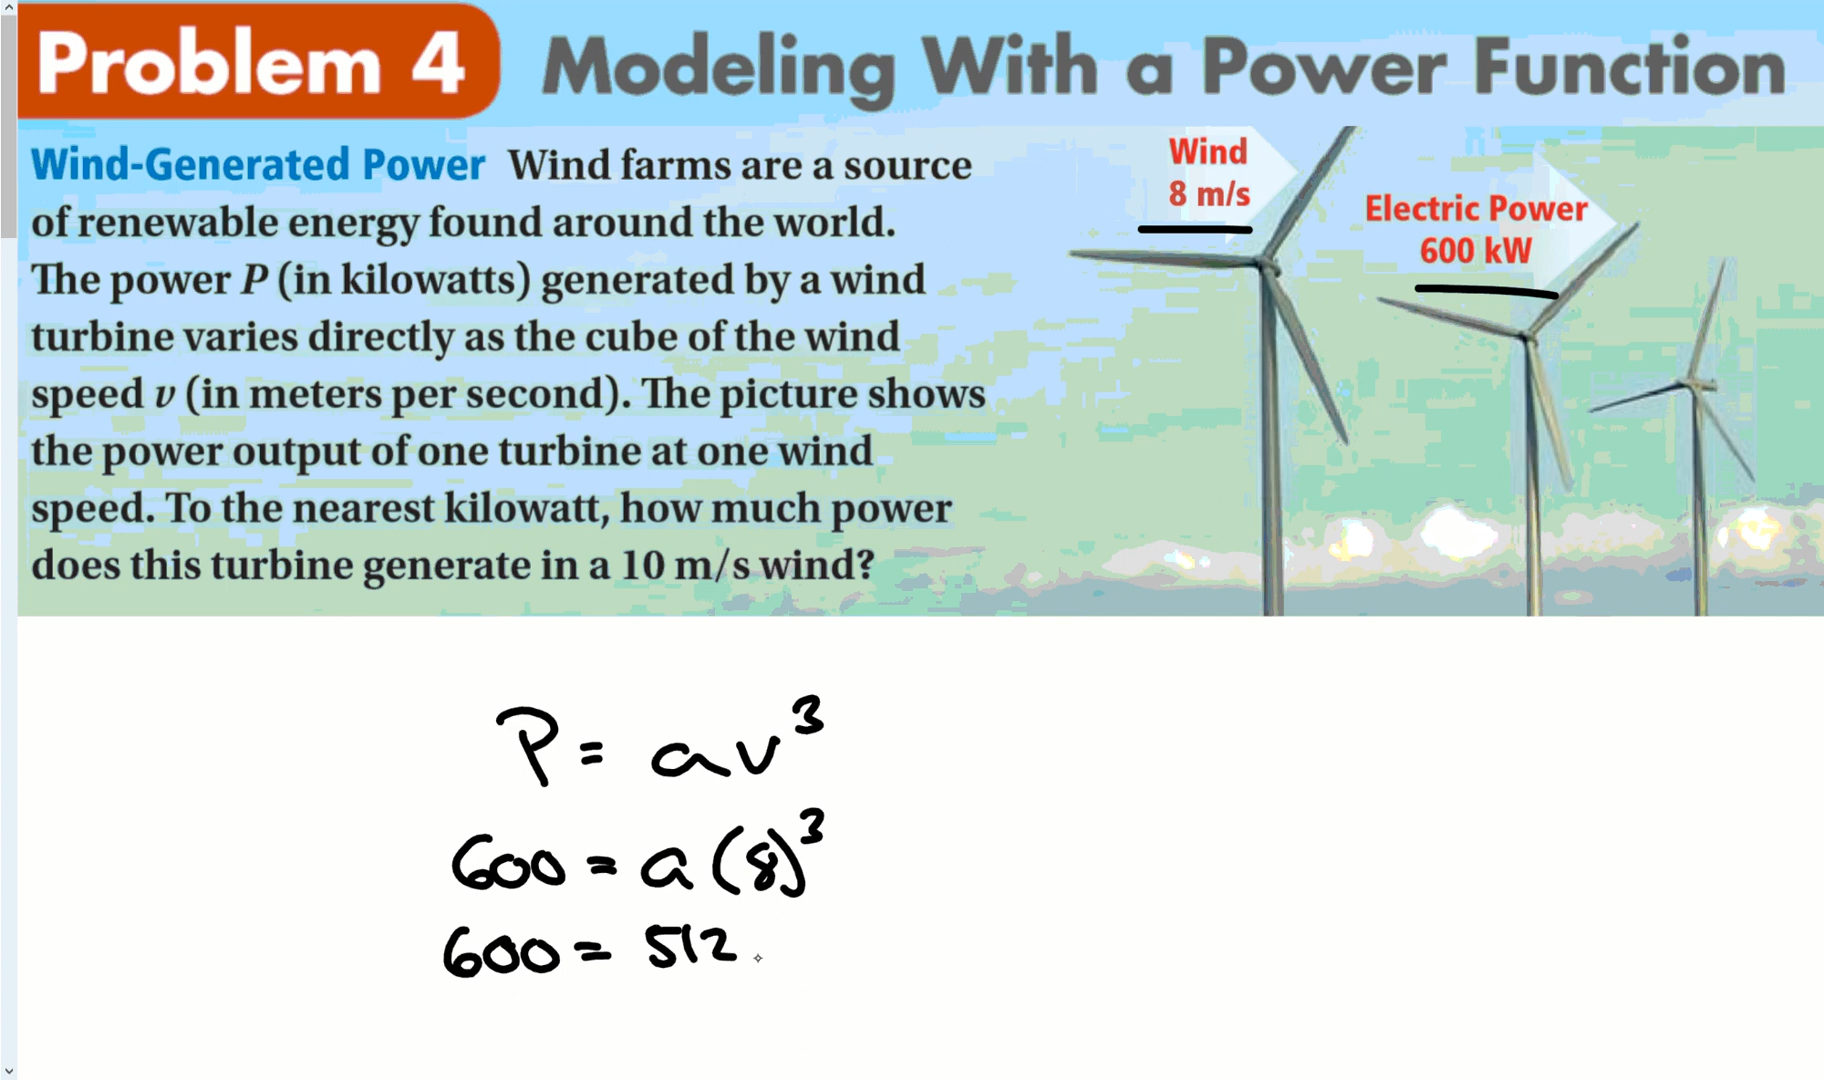 Problem 4 Modeling With a Power Function
Wind-Generated Power Wind farms are a source
of renewable energy found around the world.
The power P (in kilowatts) generated by a wind
turbine varies directly as the cube of the wind
speed v (in meters per second). The picture shows
the power output of one turbine at one wind
speed. To the nearest kilowatt, how much power
does this turbine generate in a 10 m/s wind?
Wind
8 m/s
Electric Power
600 kW
P = av³
600 = a(8)³
600 = 512